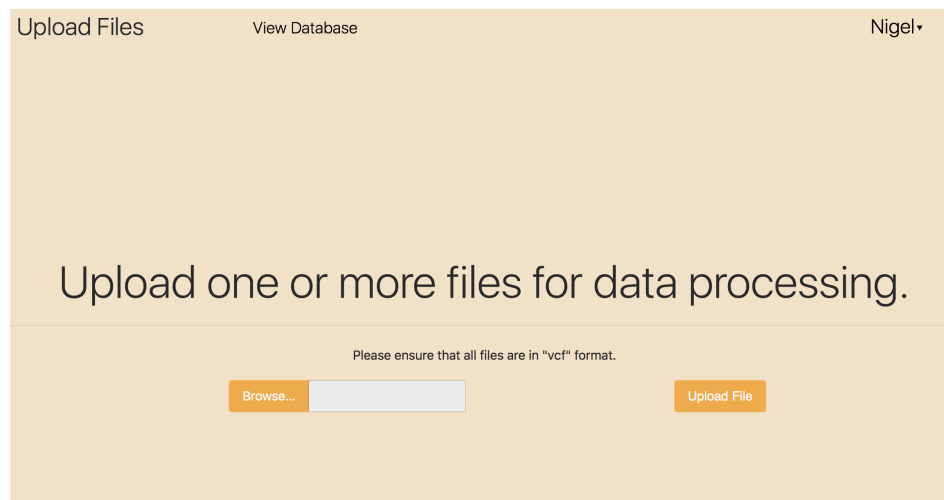 Upload Files View Database Nigel▾
Upload one or more files for data processing.
Please ensure that all files are in "vcf" format.
Browse... Upload File